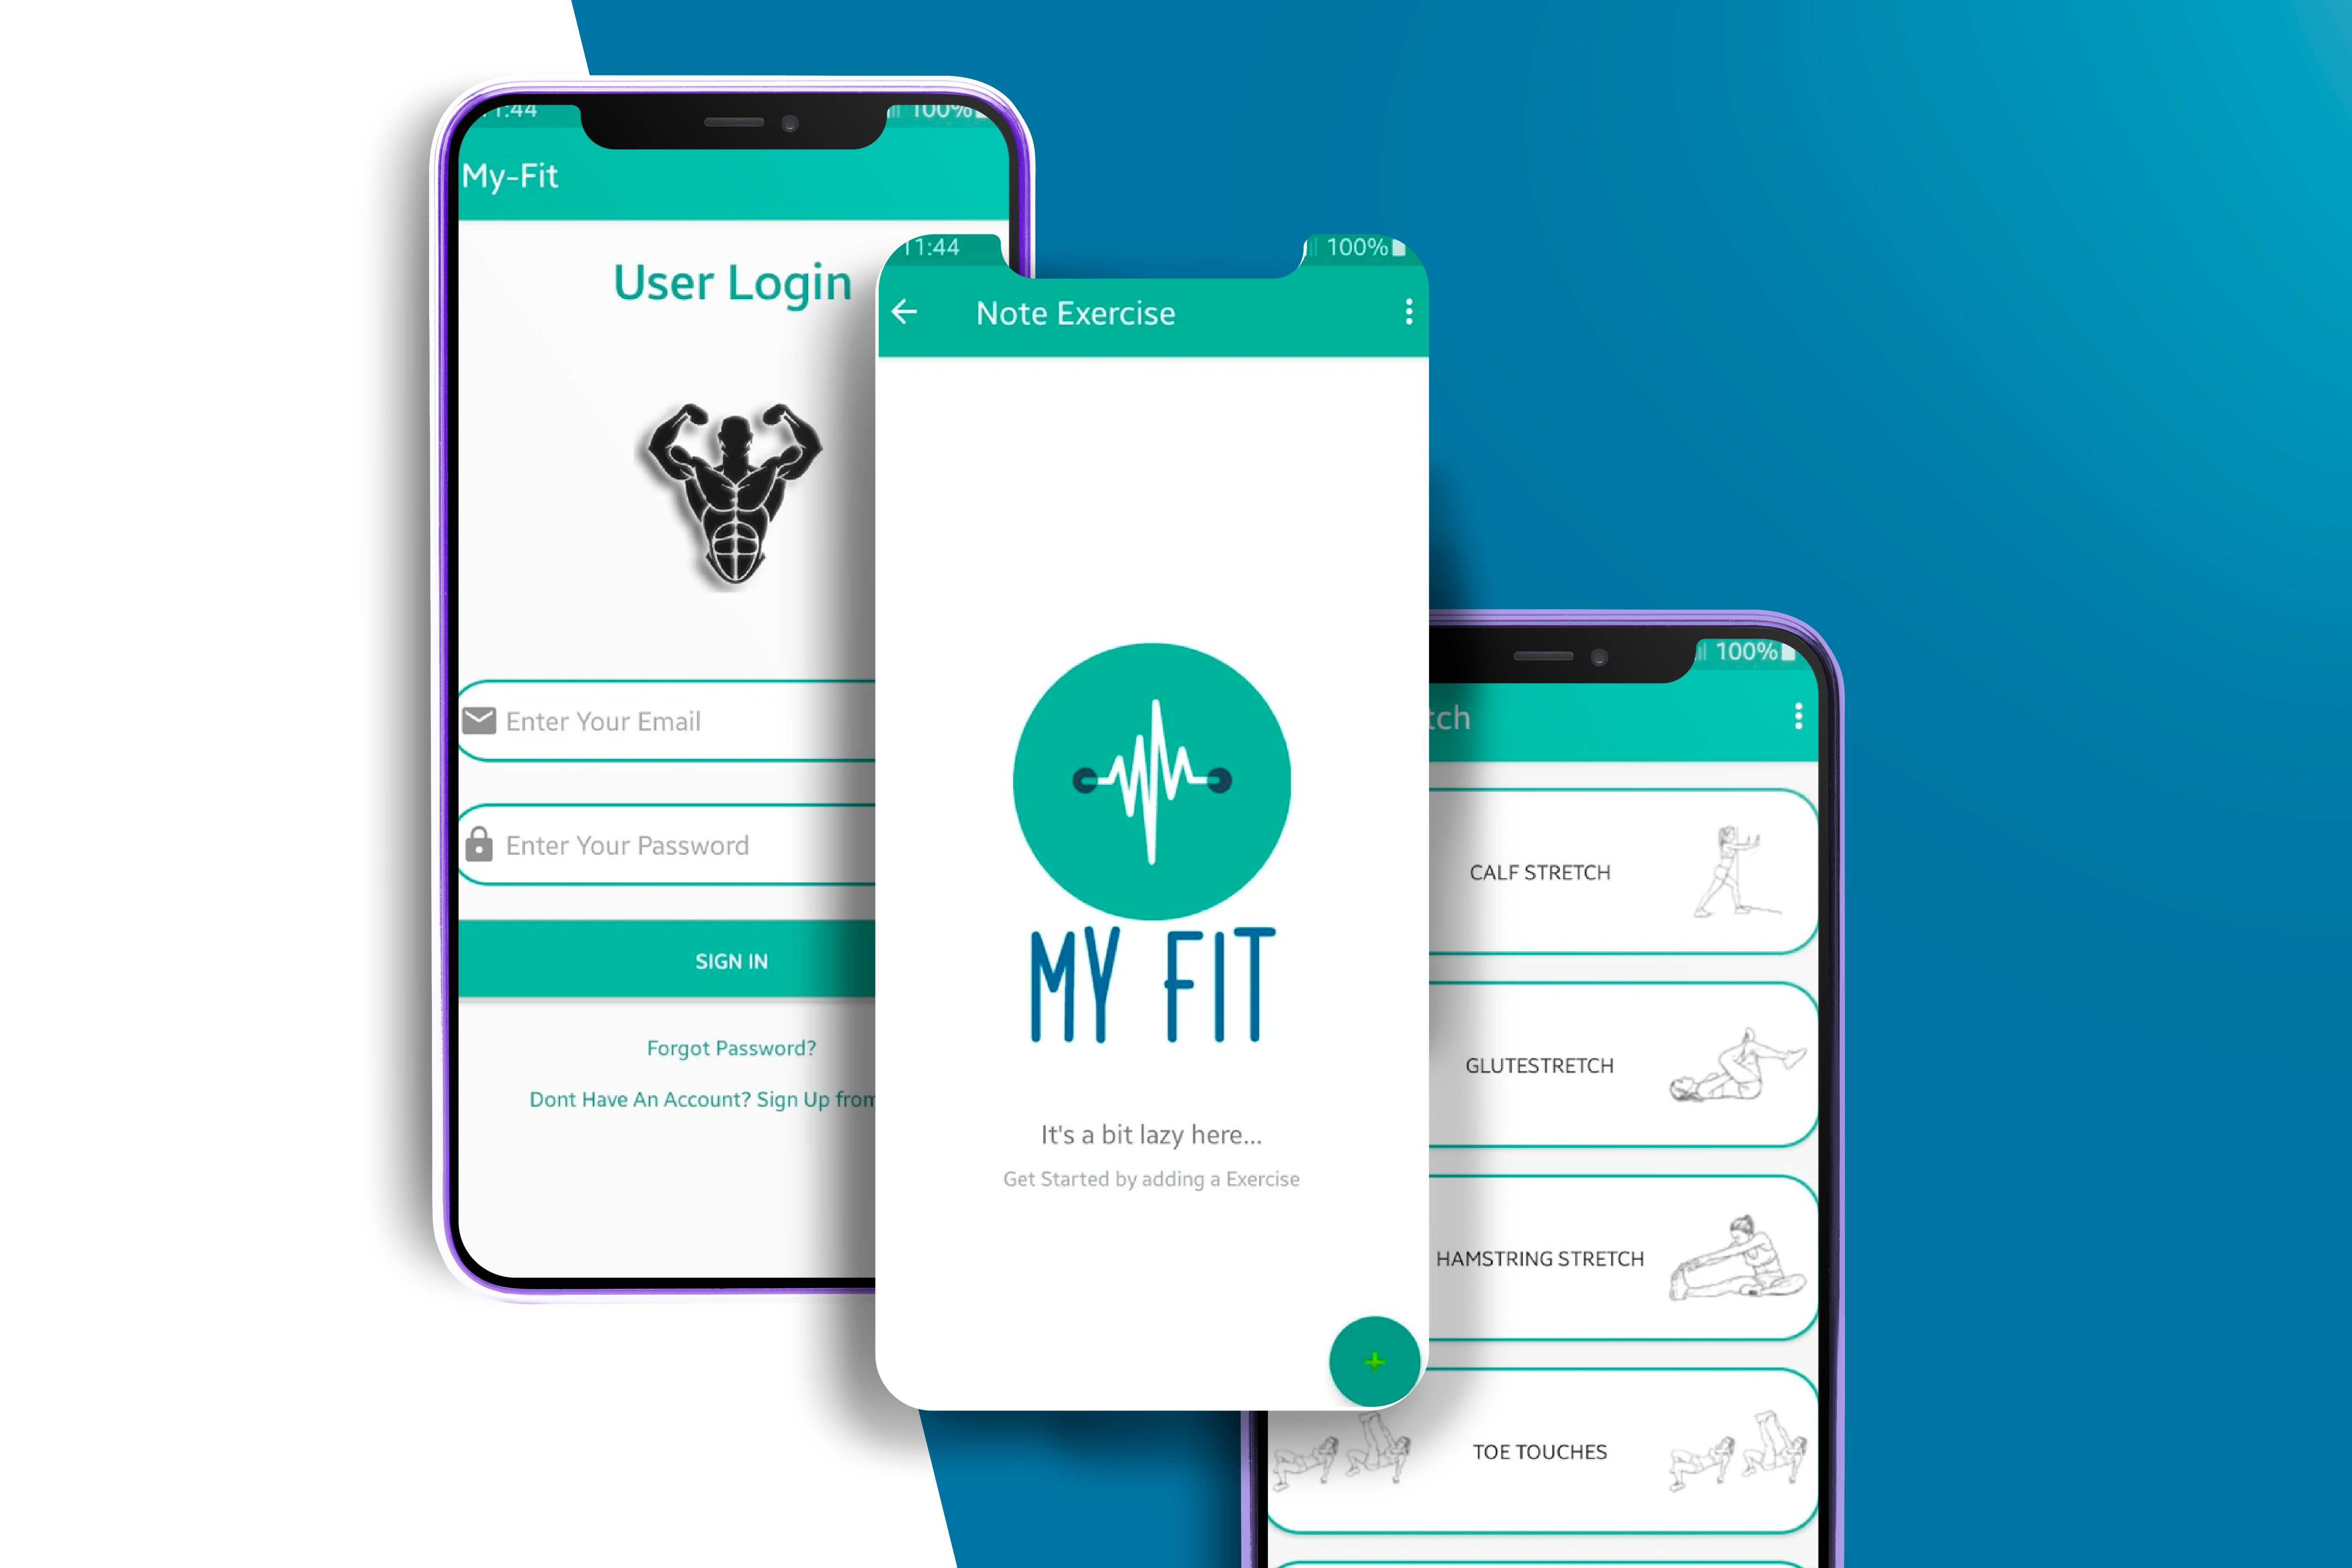 11:44
100%
My-Fit
User Login
Enter Your Email
Enter Your Password
SIGN IN
Forgot Password?
Dont Have An Account? Sign Up from
11:44
100%
Note Exercise
MY FIT
It's a bit lazy here...
Get Started by adding a Exercise
+
100%
tch
CALF STRETCH
GLUTESTRETCH
HAMSTRING STRETCH
TOE TOUCHES